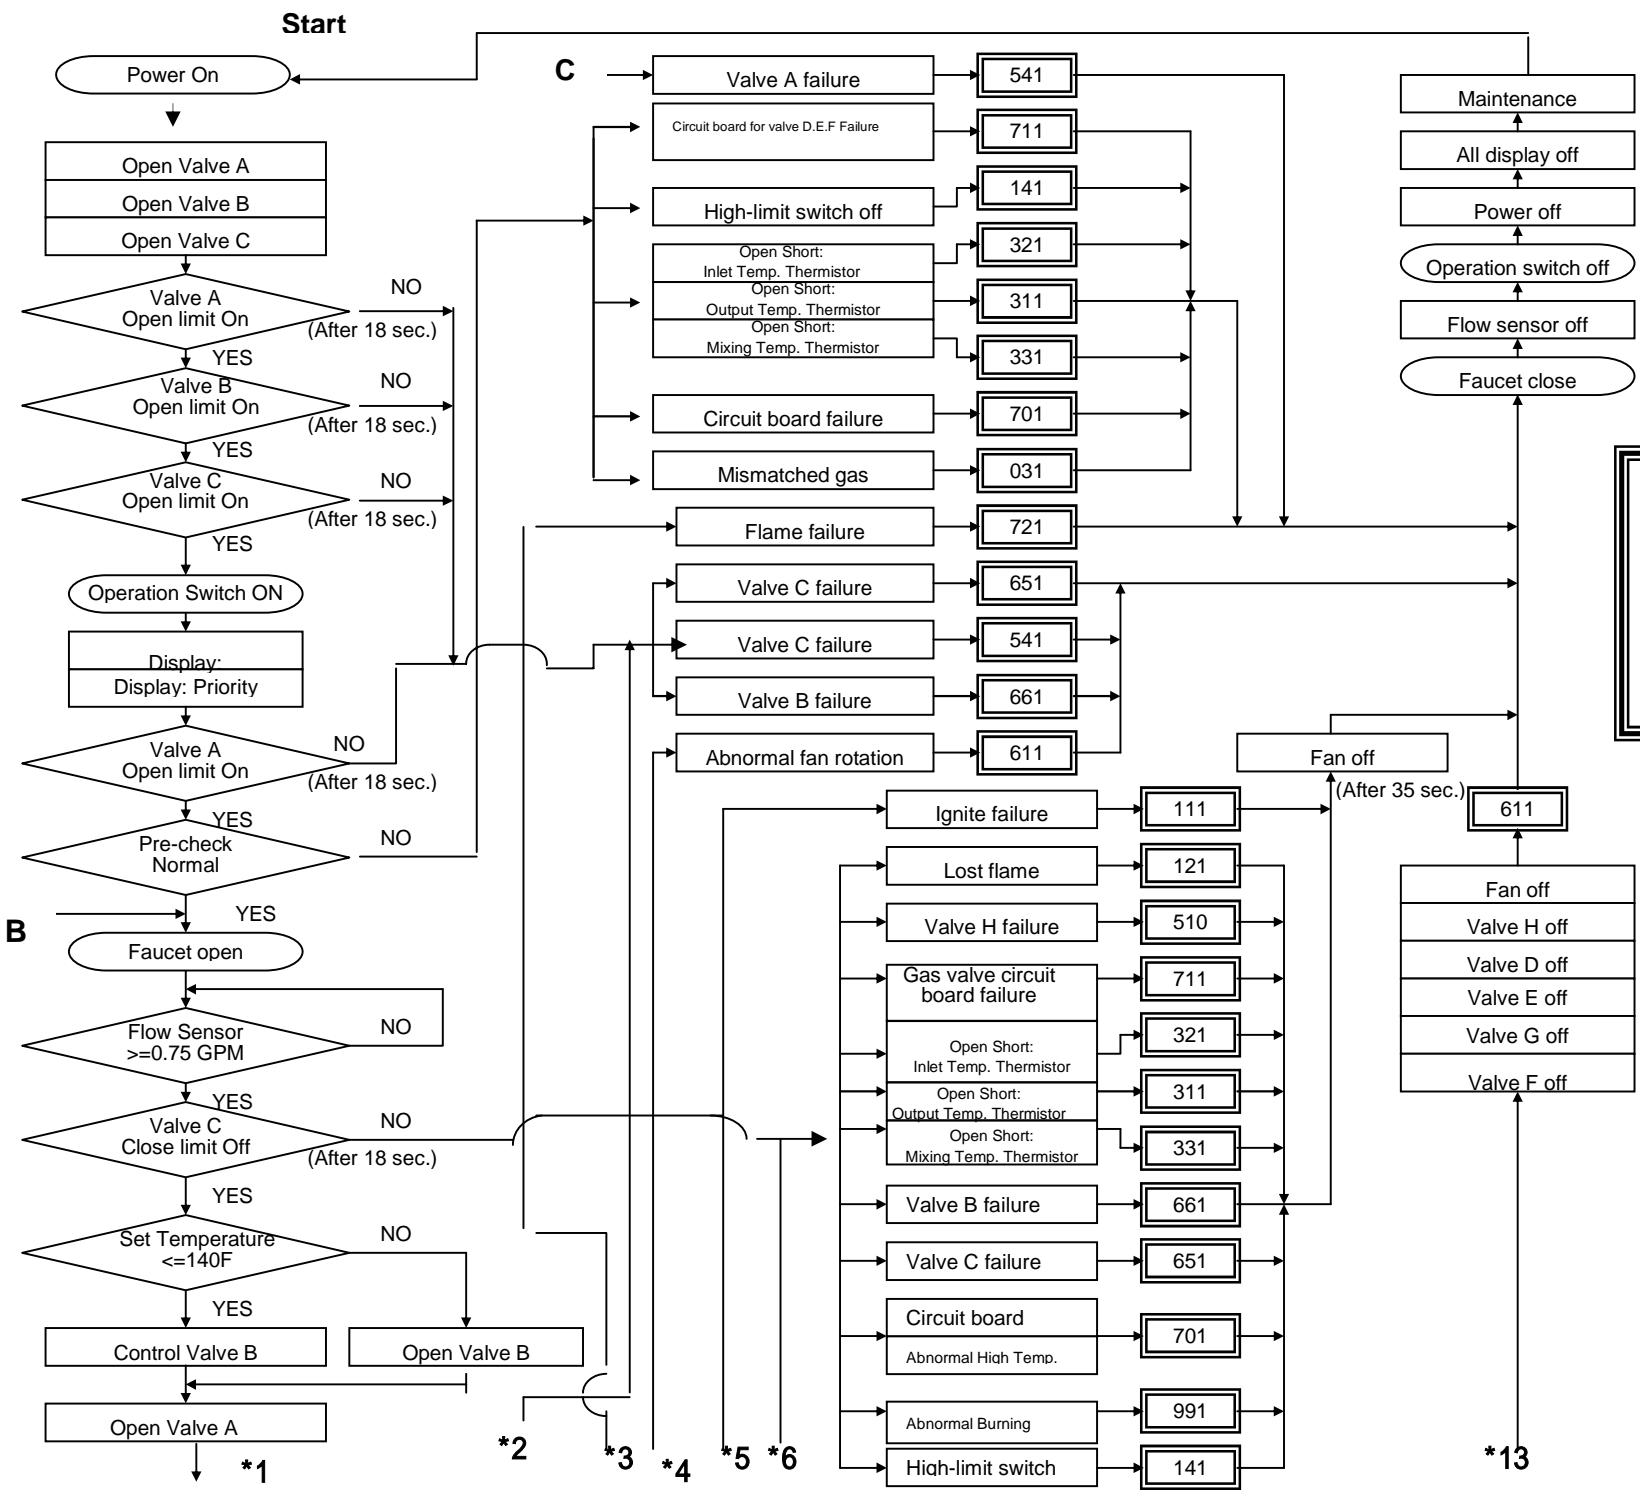 Start
Power On
Open Valve A
Open Valve B
Open Valve C
Valve A
Open limit On
NO
(After 18 sec.)
YES
Valve B
Open limit On
NO
(After 18 sec.)
YES
Valve C
Open limit On
NO
(After 18 sec.)
YES
Operation Switch ON
Display:
Display: Priority
Valve A
Open limit On
NO
(After 18 sec.)
YES
Pre-check
Normal
NO
YES
B
Faucet open
Flow Sensor
>=0.75 GPM
NO
YES
Valve C
Close limit Off
NO
(After 18 sec.)
YES
Set Temperature
<=140F
NO
YES
Control Valve B
Open Valve B
Open Valve A
*1
C
Valve A failure
541
Circuit board for valve D.E.F Failure
711
High-limit switch off
141
Open Short:
Inlet Temp. Thermistor
321
Open Short:
Output Temp. Thermistor
311
Open Short:
Mixing Temp. Thermistor
331
Circuit board failure
701
Mismatched gas
031
Flame failure
721
Valve C failure
651
Valve C failure
541
Valve B failure
661
Abnormal fan rotation
611
Ignite failure
111
Lost flame
121
Valve H failure
510
Gas valve circuit
board failure
711
Open Short:
Inlet Temp. Thermistor
321
Open Short:
Output Temp. Thermistor
311
Open Short:
Mixing Temp. Thermistor
331
Valve B failure
661
Valve C failure
651
Circuit board
Abnormal High Temp.
701
Abnormal Burning
991
High-limit switch
141
*2
*3
*4
*5
*6
Maintenance
All display off
Power off
Operation switch off
Flow sensor off
Faucet close
Fan off
(After 35 sec.)
611
Fan off
Valve H off
Valve D off
Valve E off
Valve G off
Valve F off
*13